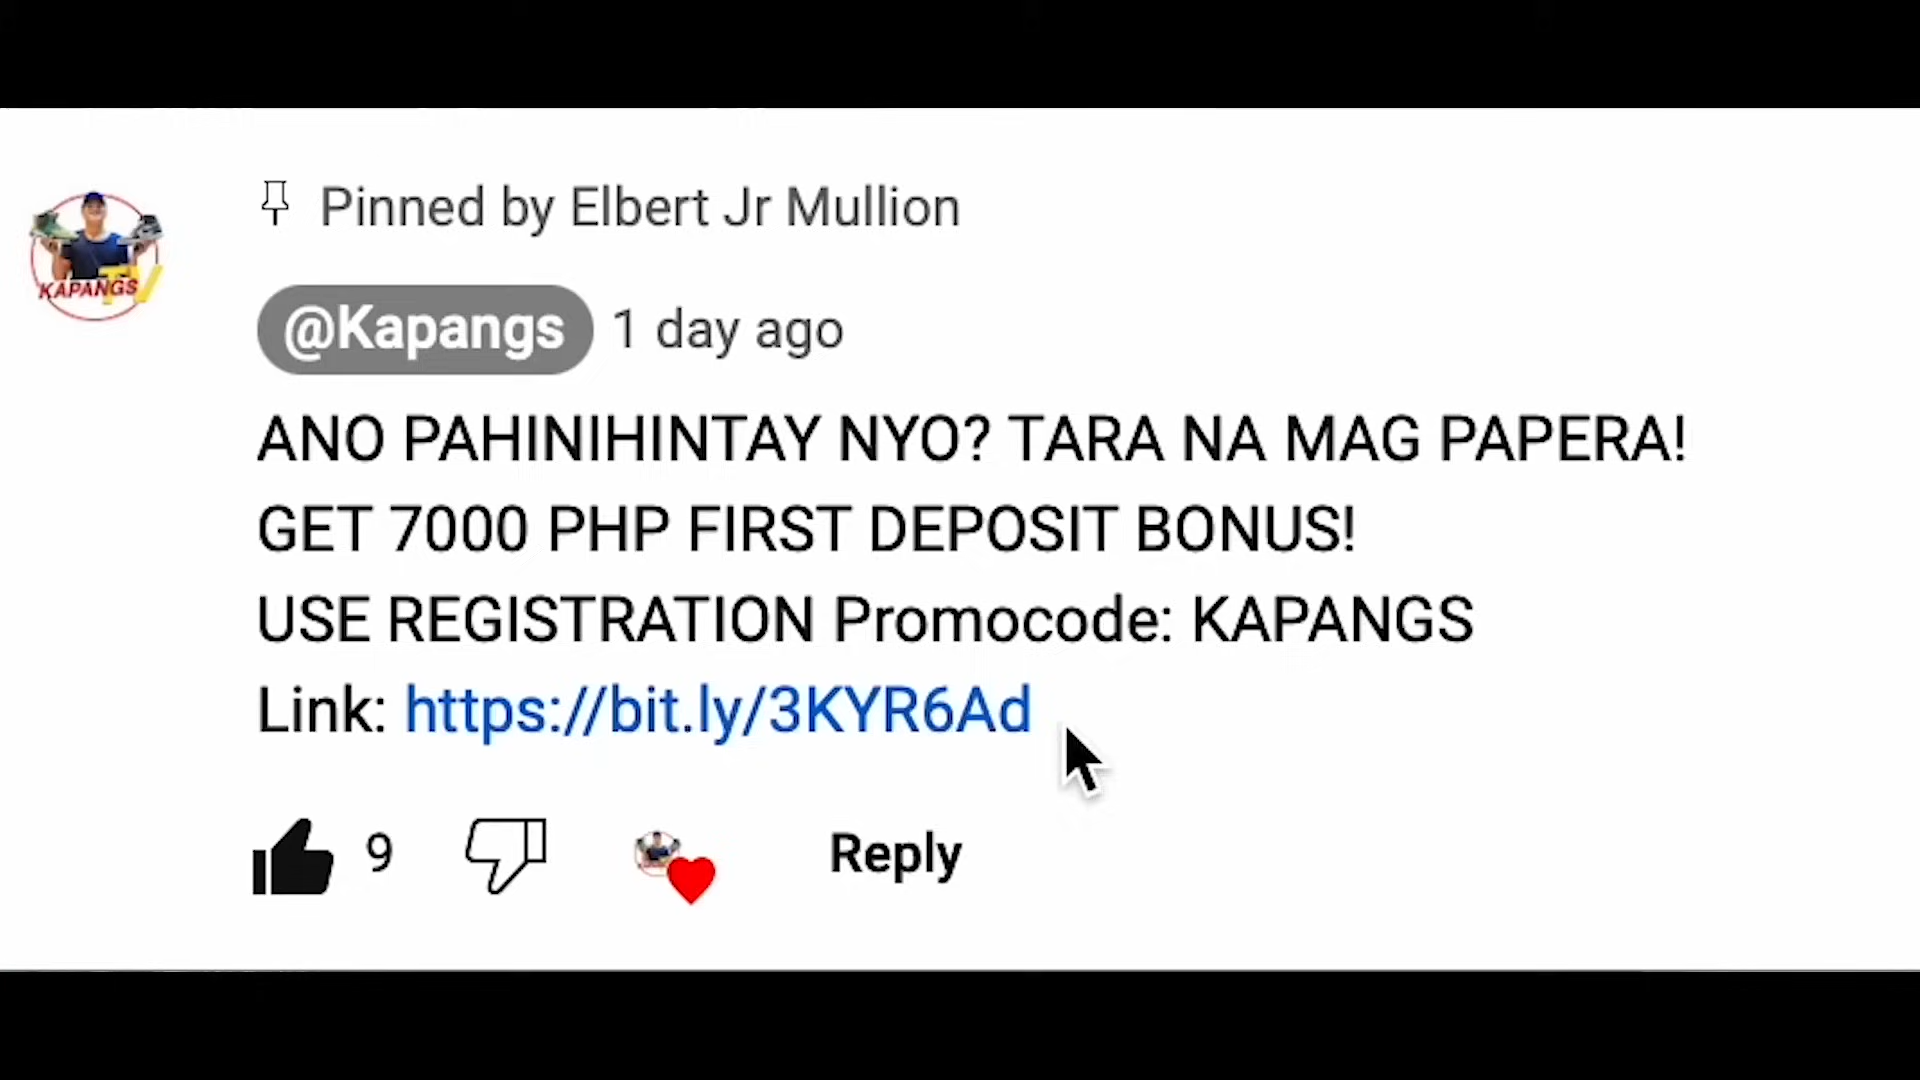 Pinned by Elbert Jr Mullion
@Kapangs 1 day ago
ANO PAHINIHINTAY NYO? TARA NA MAG PAPERA!
GET 7000 PHP FIRST DEPOSIT BONUS!
USE REGISTRATION Promocode: KAPANGS
Link: https://bit.ly/3KYR6Ad
9 Reply
KAPANGS TV